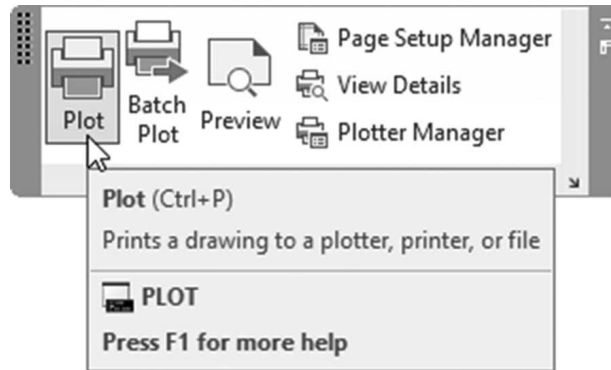 Plot
Batch
Plot
Preview
Page Setup Manager
View Details
Plotter Manager
Plot (Ctrl+P)
Prints a drawing to a plotter, printer, or file
PLOT
Press F1 for more help